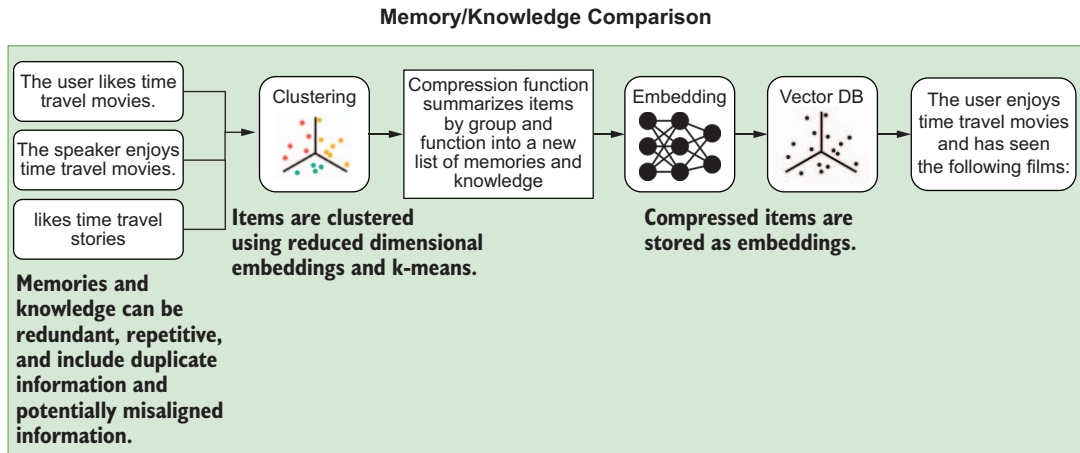 Memory/Knowledge Comparison
The user likes time
travel movies.
The speaker enjoys
time travel movies.
likes time travel
stories
Memories and
knowledge can be
redundant, repetitive,
and include duplicate
information and
potentially misaligned
information.
Clustering
Items are clustered
using reduced dimensional
embeddings and k-means.
Compression function
summarizes items
by group and
function into a new
list of memories and
knowledge
Embedding
Compressed items are
stored as embeddings.
Vector DB
The user enjoys
time travel movies
and has seen
the following films: